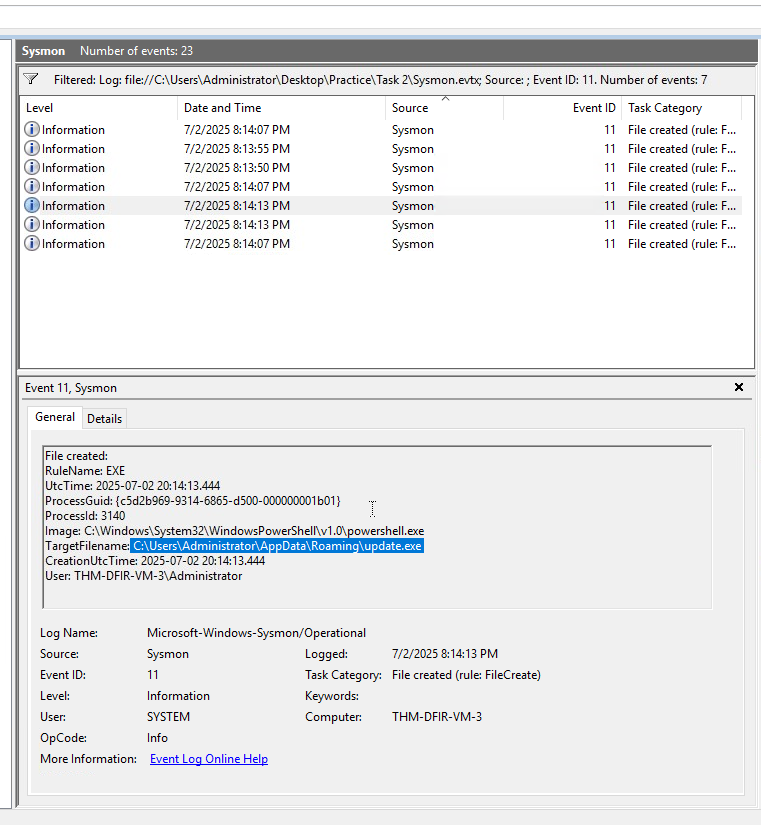 Sysmon Number of events: 23
Filtered: Log: file://C:\Users\Administrator\Desktop\Practice\Task 2\Sysmon.evtx; Source: ; Event ID: 11. Number of events: 7
Level Date and Time Source Event ID Task Category
Information 7/2/2025 8:14:07 PM Sysmon 11 File created (rule: F...
Information 7/2/2025 8:13:55 PM Sysmon 11 File created (rule: F...
Information 7/2/2025 8:13:50 PM Sysmon 11 File created (rule: F...
Information 7/2/2025 8:14:07 PM Sysmon 11 File created (rule: F...
Information 7/2/2025 8:14:13 PM Sysmon 11 File created (rule: F...
Information 7/2/2025 8:14:13 PM Sysmon 11 File created (rule: F...
Information 7/2/2025 8:14:07 PM Sysmon 11 File created (rule: F...
Event 11, Sysmon
General Details
File created:
RuleName: EXE
UtcTime: 2025-07-02 20:14:13.444
ProcessGuid: {c5d2b969-9314-6865-d500-000000001b01}
ProcessId: 3140
Image: C:\Windows\System32\WindowsPowerShell\v1.0\powershell.exe
TargetFilename: C:\Users\Administrator\AppData\Roaming\update.exe
CreationUtcTime: 2025-07-02 20:14:13.444
User: THM-DFIR-VM-3\Administrator
Log Name: Microsoft-Windows-Sysmon/Operational
Source: Sysmon Logged: 7/2/2025 8:14:13 PM
Event ID: 11 Task Category: File created (rule: FileCreate)
Level: Information Keywords:
User: SYSTEM Computer: THM-DFIR-VM-3
OpCode: Info
More Information: Event Log Online Help